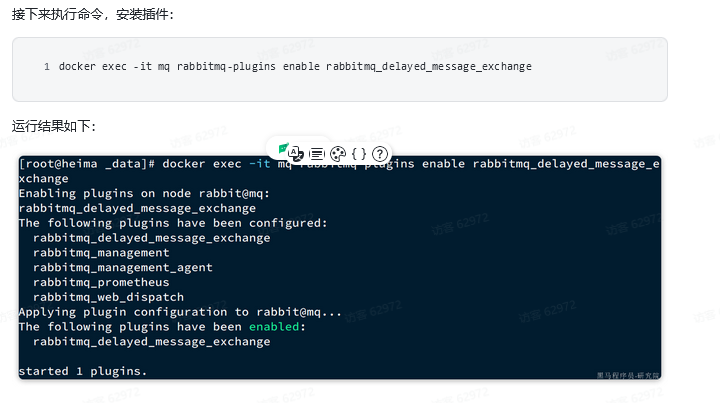 接下来执行命令，安装插件：
1 docker exec -it mq rabbitmq-plugins enable rabbitmq_delayed_message_exchange
运行结果如下：
[root@heima _data]# docker exec -it mq rabbitmq-plugins enable rabbitmq_delayed_message_e
xchange
Enabling plugins on node rabbit@mq:
rabbitmq_delayed_message_exchange
The following plugins have been configured:
  rabbitmq_delayed_message_exchange
  rabbitmq_management
  rabbitmq_management_agent
  rabbitmq_prometheus
  rabbitmq_web_dispatch
Applying plugin configuration to rabbit@mq...
The following plugins have been enabled:
  rabbitmq_delayed_message_exchange
started 1 plugins.
黑马程序员-研究院
访客 62972